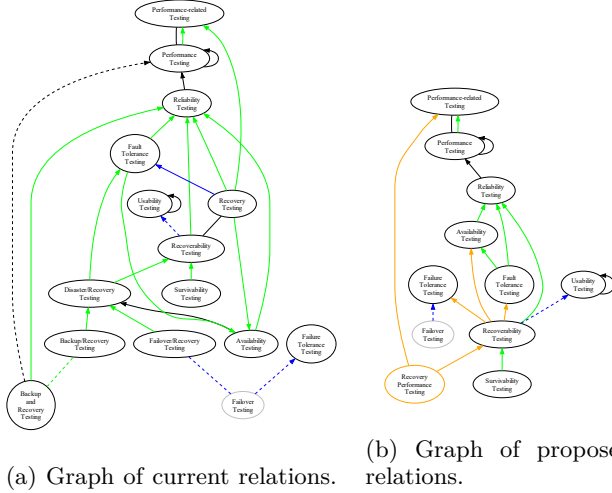 Performance-related
Testing
Performance
Testing
Reliability
Testing
Fault
Tolerance
Testing
Usability
Testing
Recovery
Testing
Recoverability
Testing
Disaster/Recovery
Testing
Survivability
Testing
Backup/Recovery
Testing
Failover/Recovery
Testing
Availability
Testing
Failure
Tolerance
Testing
Backup
and
Recovery
Testing
Failover
Testing
(a) Graph of current relations.
Performance-related
Testing
Performance
Testing
Reliability
Testing
Availability
Testing
Failure
Tolerance Testing
Fault
Tolerance
Testing
Usability
Testing
Failover
Testing
Recoverability
Testing
Recovery
Performance
Testing
Survivability
Testing
(b) Graph of propose
relations.